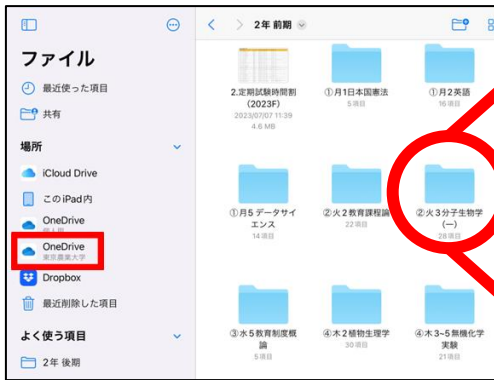 ファイル
最近使った項目
共有
場所
iCloud Drive
このiPad内
OneDrive
個人用
OneDrive
東京農業大学
Dropbox
最近削除した項目
よく使う項目
2年 後期
2年 前期
2.定期試験時間割
(2023F)
2023/07/07 11:39
4.6 MB
①月1日本国憲法
5項目
①月2英語
16項目
①月5 データサイ
エンス
14項目
②火2教育課程論
22項目
②火3分子生物学
(一)
28項目
③水5教育制度概
論
5項目
④木2植物生理学
30項目
④木3~5無機化学
実験
21項目